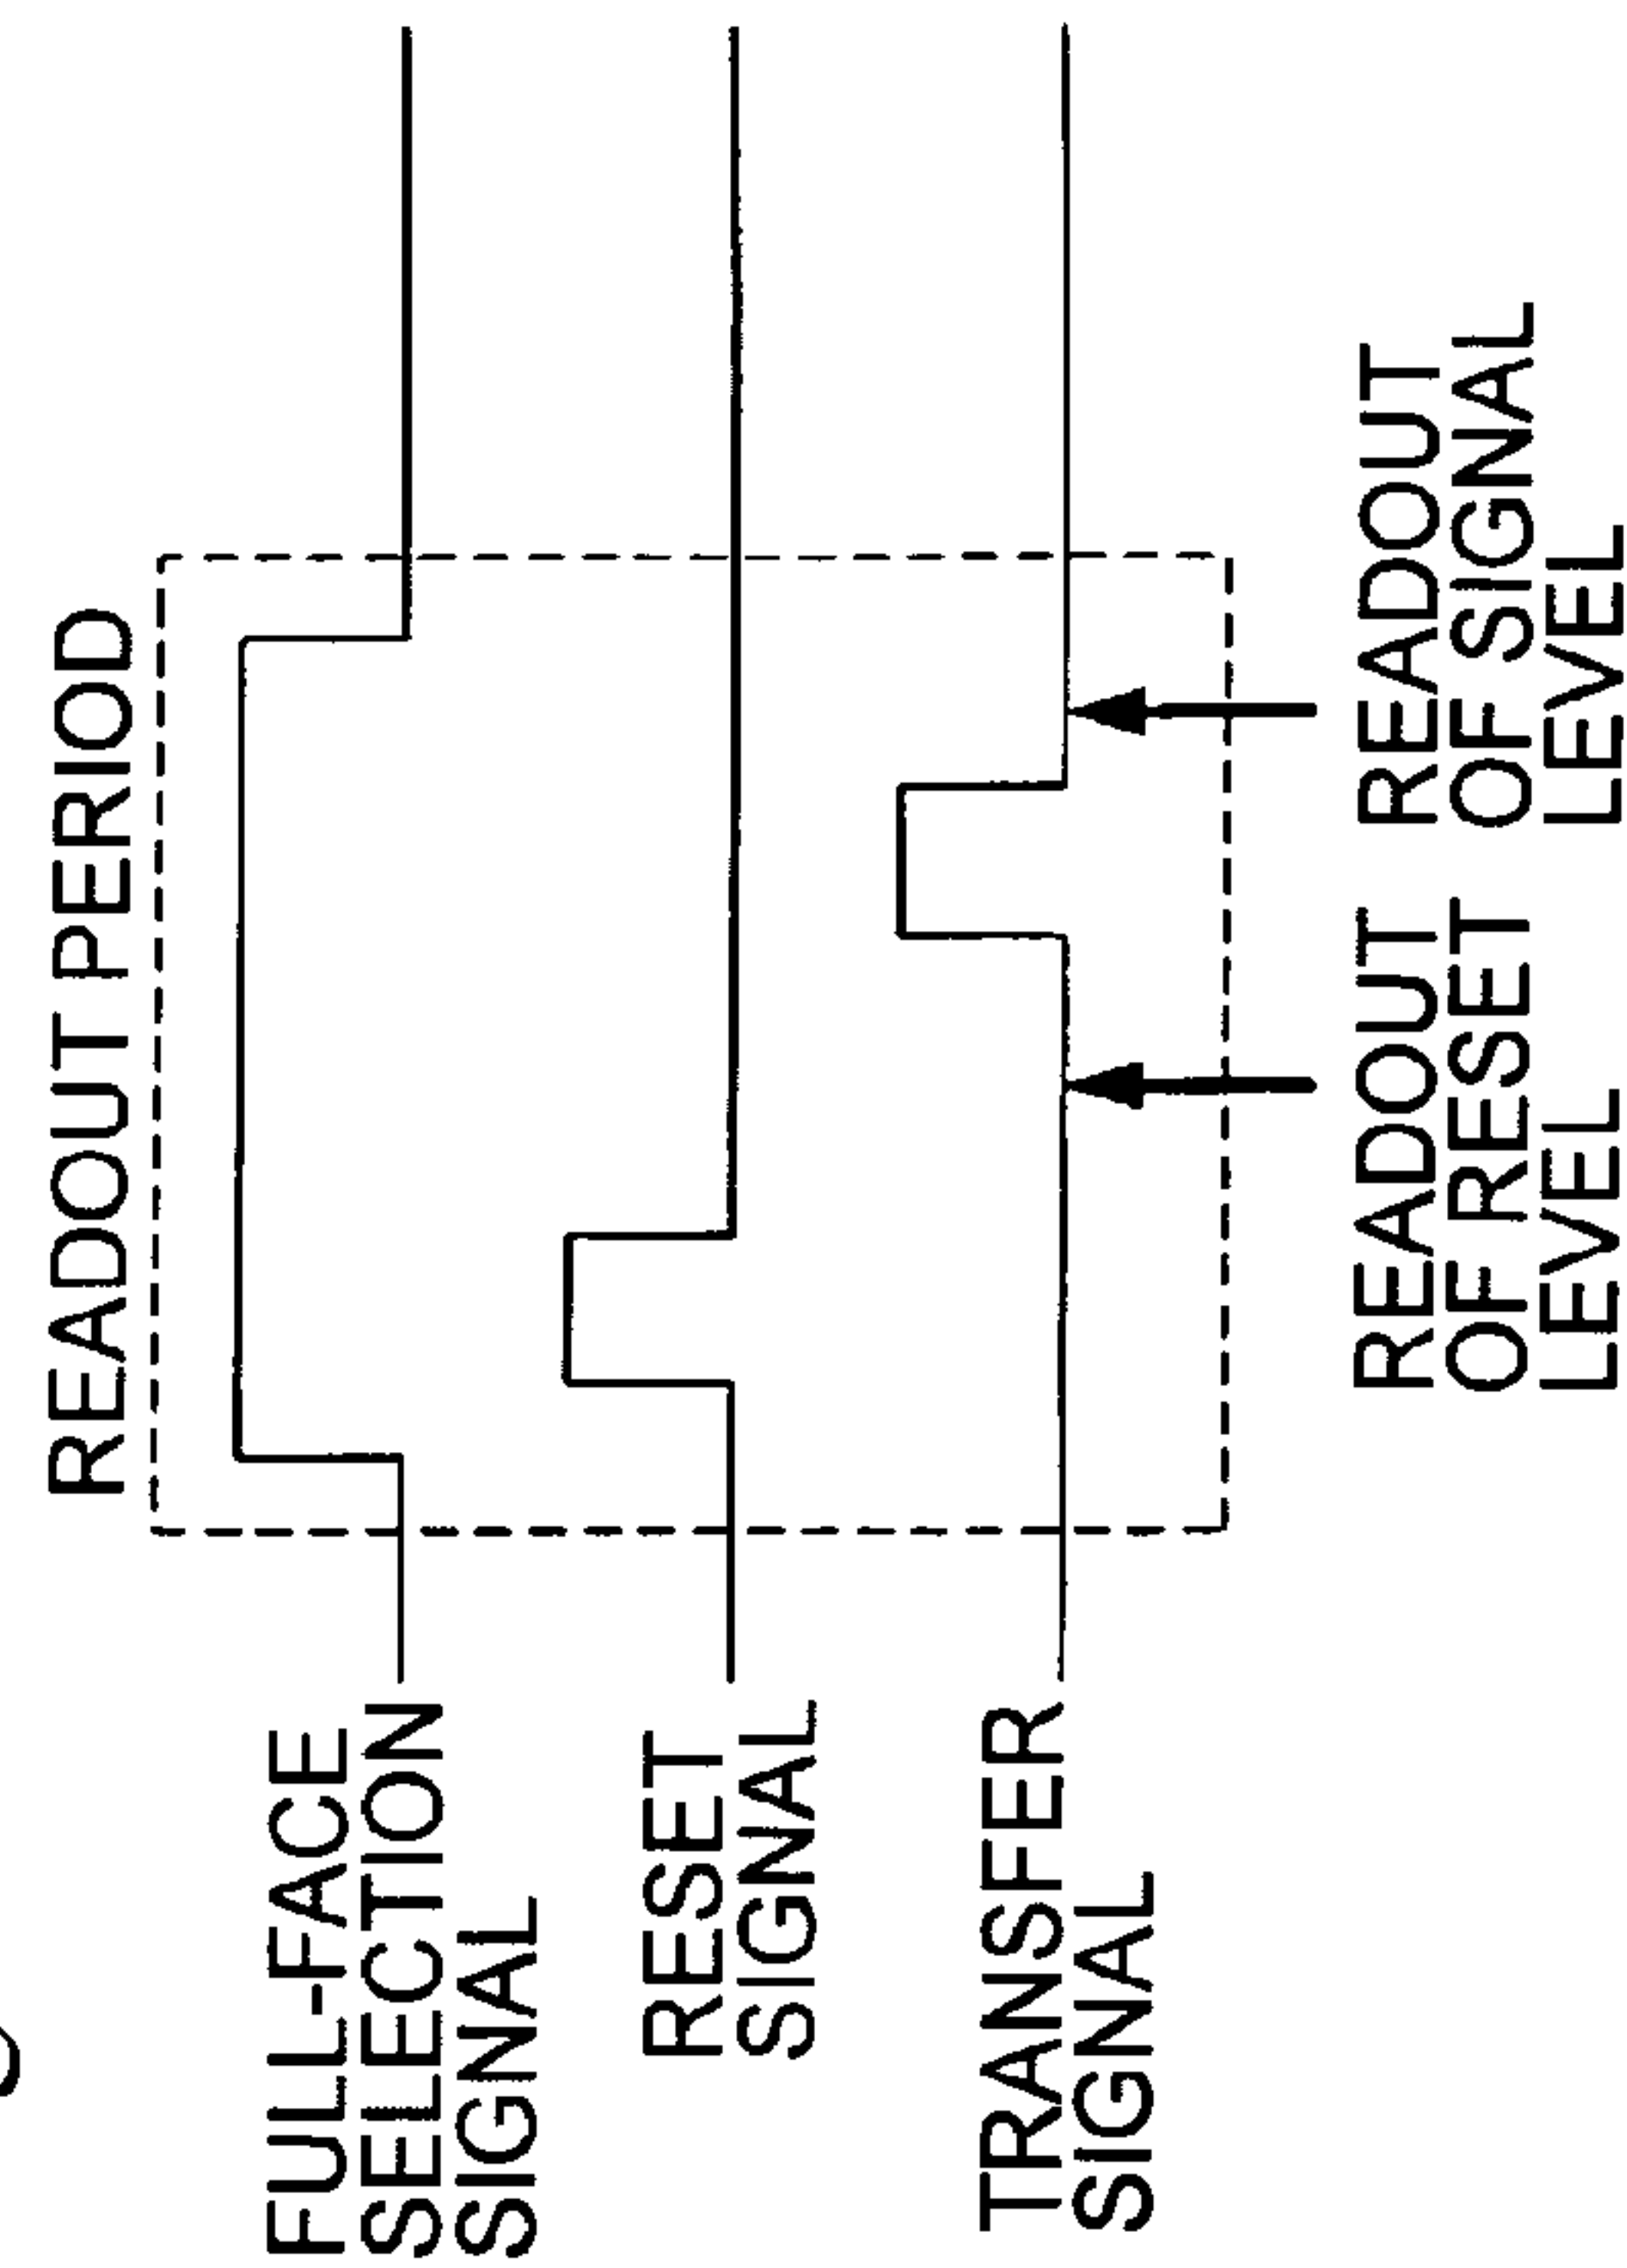 READOUT PERIOD
FULL-FACE
SELECTION
SIGNAL
RESET
SIGNAL
TRANSFER
SIGNAL
READOUT
OF RESET
LEVEL
READOUT
OF SIGNAL
LEVEL